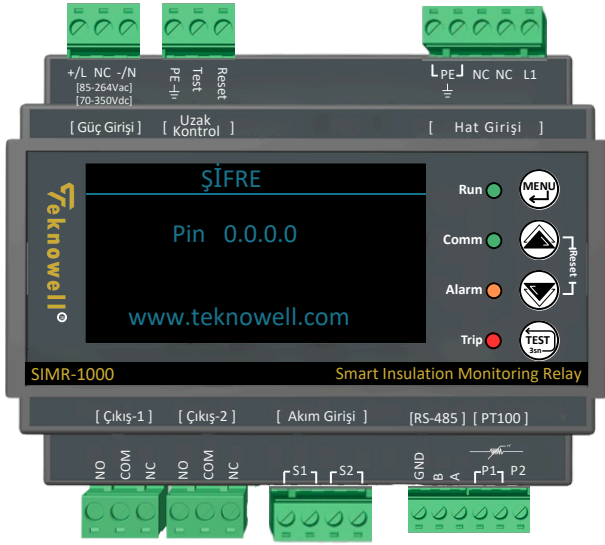 +/L NC -/N
[85-264Vac]
[70-350Vdc]
PE Test Reset
PE NC NC L1
[ Güç Girişi ] [ Uzak Kontrol ] [ Hat Girişi ]
Teknowell
ŞİFRE
Pin 0.0.0.0
www.teknowell.com
Run MENU
Comm
Reset
Alarm
Trip TEST
3sn
SIMR-1000 Smart Insulation Monitoring Relay
[ Çıkış-1 ] [ Çıkış-2 ] [ Akım Girişi ] [RS-485 ] [ PT100 ]
NO COM NC NO COM NC S1 S2 GND B A P1 P2